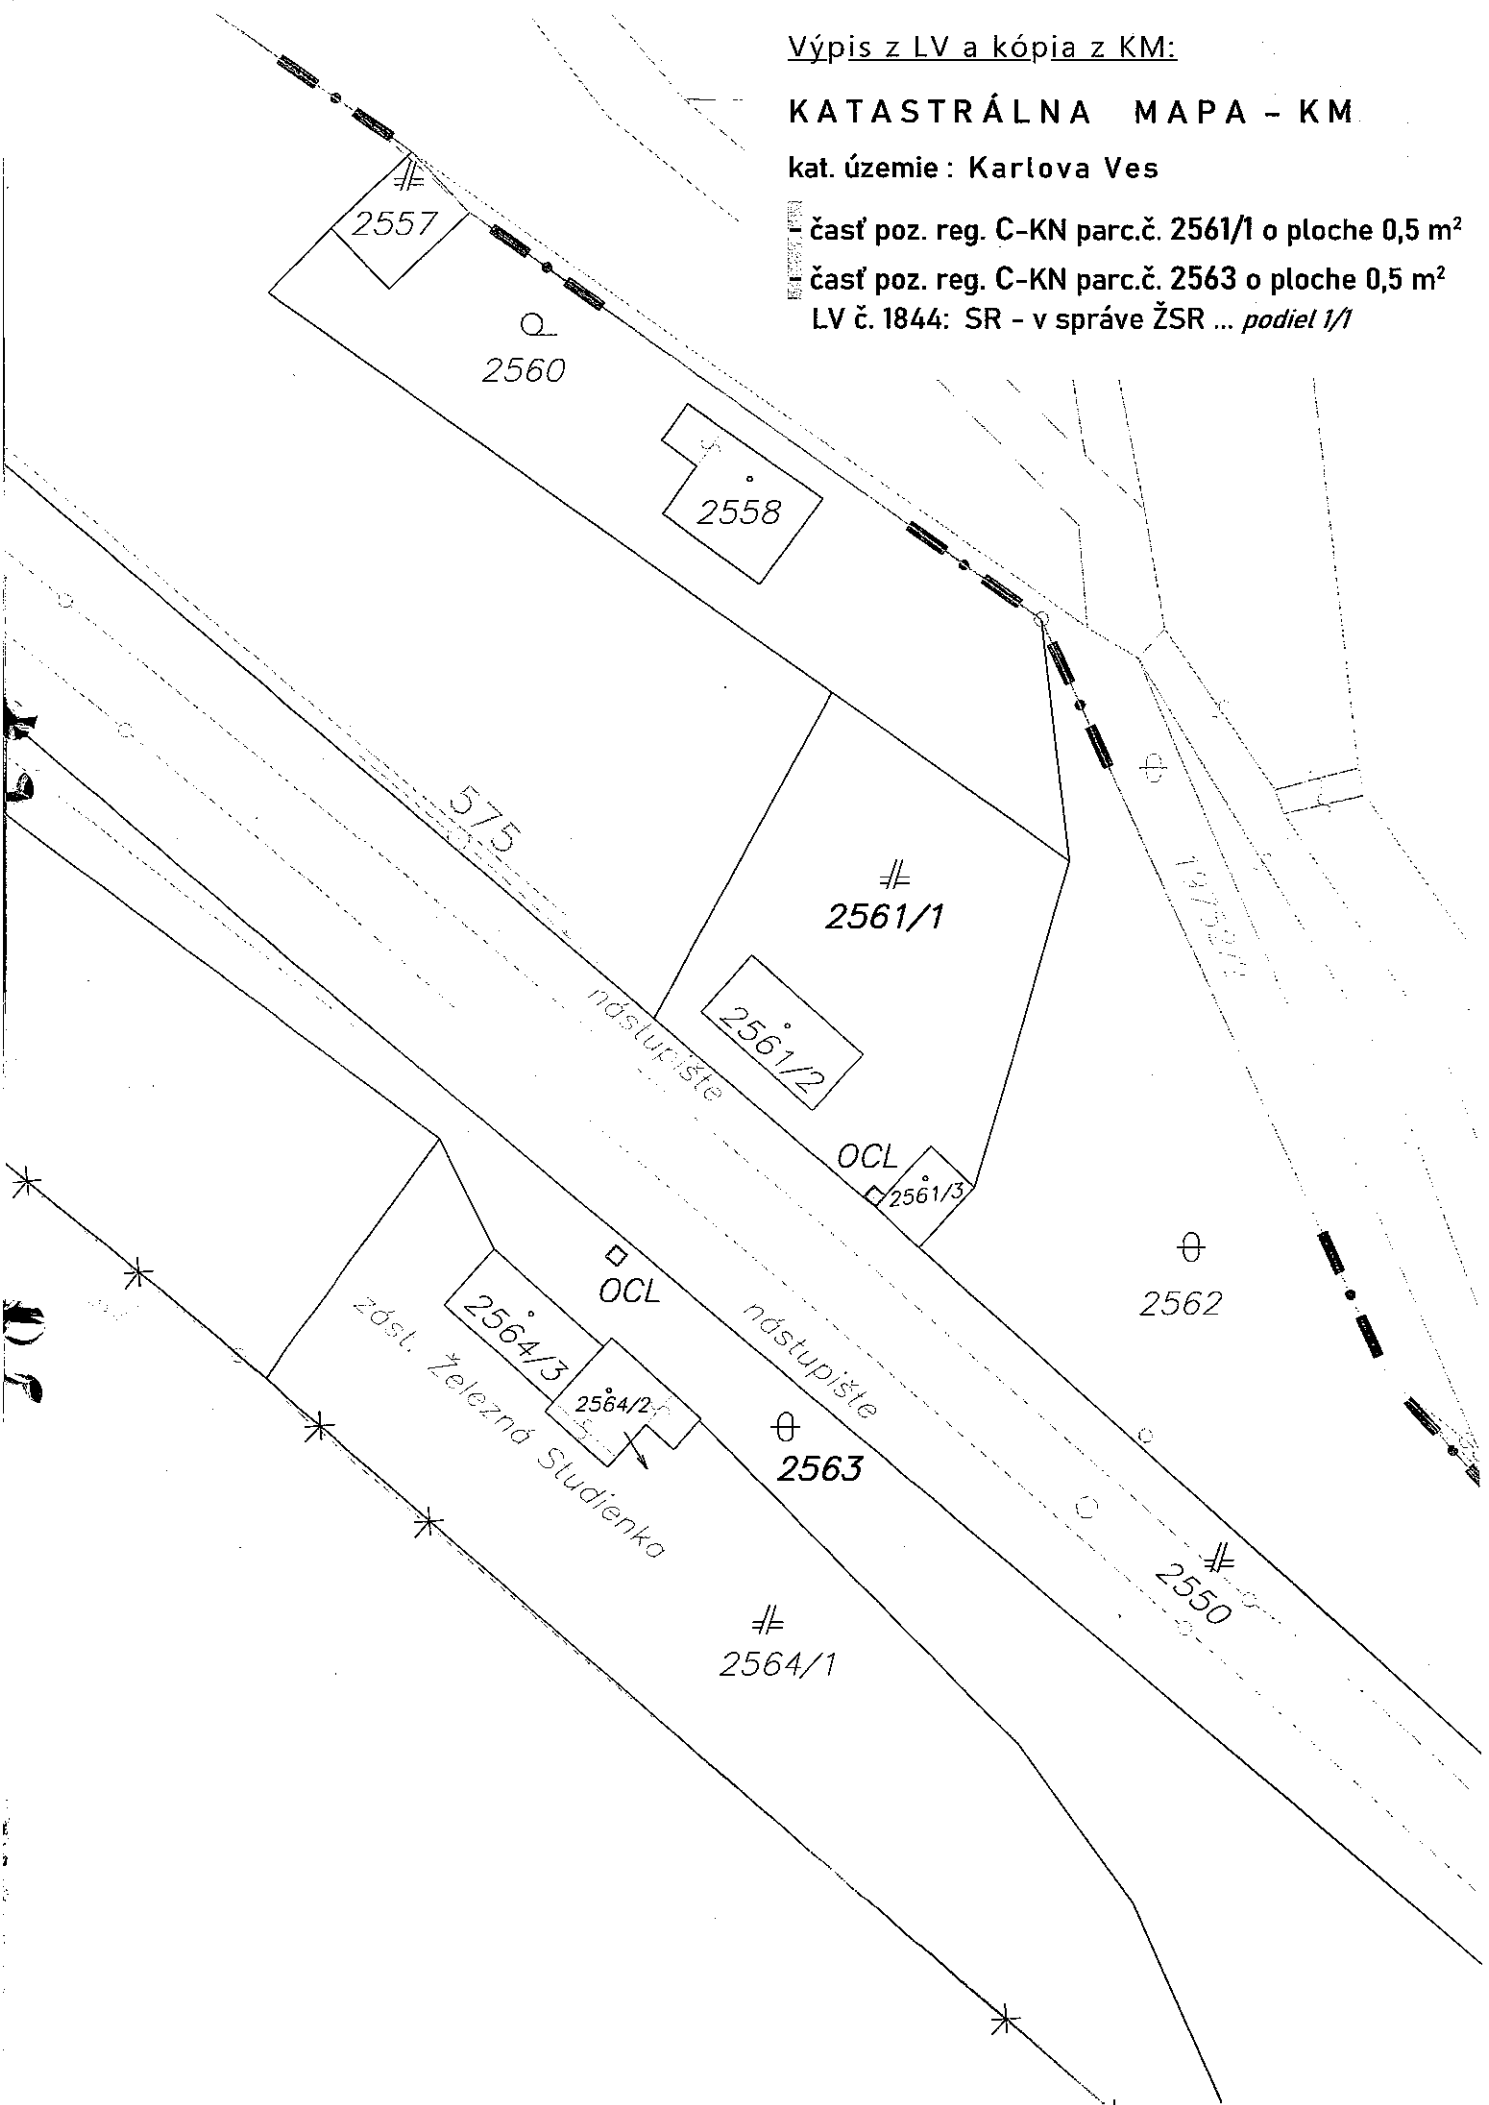 Výpis z LV a kópia z KM:
KATASTRÁLNA MAPA - KM
kat. územie : Karlova Ves
- časť poz. reg. C-KN parc.č. 2561/1 o ploche 0,5 m²
- časť poz. reg. C-KN parc.č. 2563 o ploche 0,5 m²
LV č. 1844: SR - v správe ŽSR ... podiel 1/1
2557
2560
2558
575
2561/1
2561/2
nástupište
OCL
2561/3
2562
OCL
2564/3
2564/2
zást. Železná Studienka
nástupište
2563
2550
2564/1